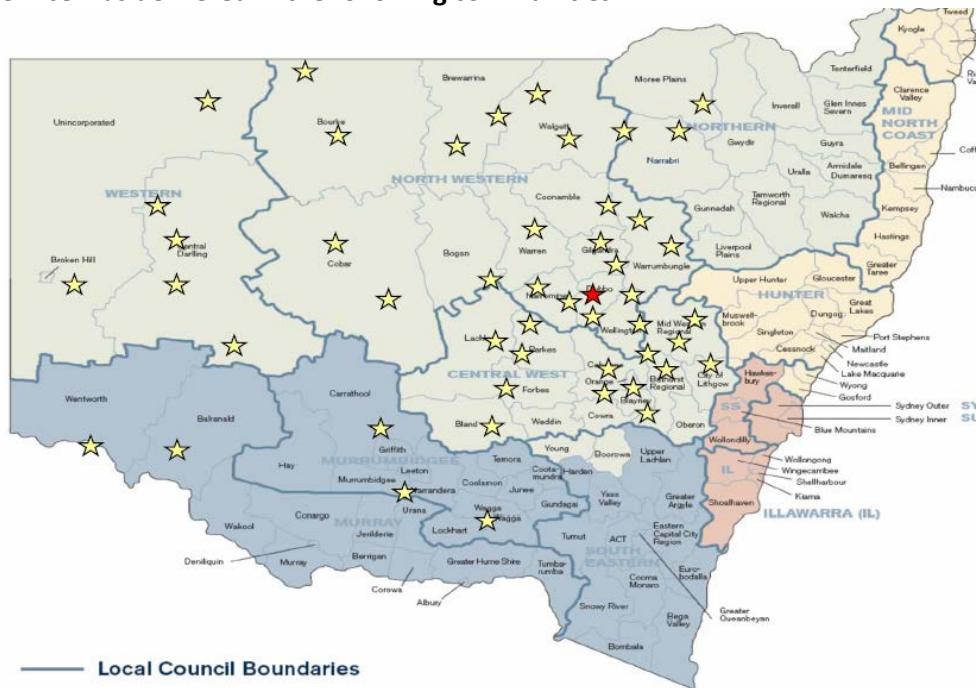 Tweed
Kyogle
Brewarrina
Moree Plains
Tenterfield
Clarence
Valley
Unincorporated
Bourke
Walgett
Inverell
Glen Innes
Severn
MID
NORTH
COAST
NORTHERN
Gwydir
Guyra
Narrabri
Bellingen
Armidale
Dumaresq
Uralla
WESTERN
NORTH WESTERN
Coonamble
Gunnedah
Tamworth
Regional
Walcha
Kempsey
Nambucca
Hastings
Central
Darling
Warren
Gilgandra
Liverpool
Plains
Broken Hill
Cobar
Bogan
Warrumbungle
Greater
Taree
Upper Hunter
Gloucester
HUNTER
Great
Lakes
Muswell-
brook
Dungog
Wellington
Singleton
Port Stephens
Cessnock
Maitland
Newcastle
Lake Macquarie
Wyong
Gosford
CENTRAL WEST
Orange
Bathurst
Regional
City of
Lithgow
Hawkes-
bury
Wentworth
Balranald
Carrathool
Forbes
Blayney
SS
Sydney Outer
Sydney Inner
Blue Mountains
Bland
Weddin
Cowra
Oberon
Wollondilly
Griffith
Young
Boorowa
Upper
Lachlan
Hay
MURRUMBIDGEE
Temora
Coota-
mundra
Harden
Leeton
IL
Wollongong
Wingecarribee
Shellharbour
Kiama
Murrumbidgee
Coolamon
Junee
Yass
Valley
Greater
Argyle
Shoalhaven
ILLAWARRA (IL)
Urana
Gundagai
Wakool
Conargo
MURRAY
Jerilderie
Lockhart
Wagga
Wagga
Tumut
ACT
Eastern
Capital City
Region
Deniliquin
Murray
Berrigan
Greater Hume Shire
Tumba-
rumba
SOUTH
EASTERN
Cooma
Monaro
Euro-
bodalla
Corowa
Albury
Snowy River
Bega
Valley
Greater
Queanbeyan
Bombala
Local Council Boundaries